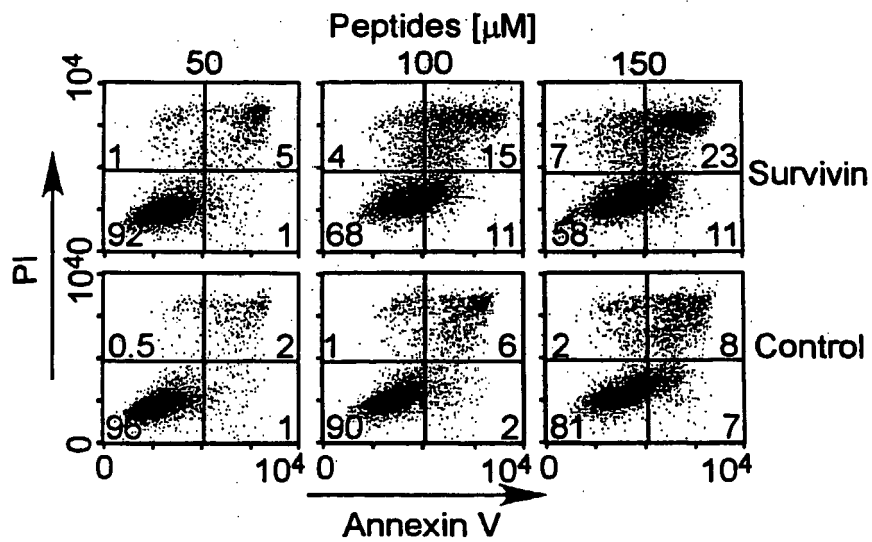 Peptides [µM]
50 100 150
10⁴
1 5 4 15 7 23
Survivin
92 1 68 11 58 11
0
PI
10⁴
0.5 2 1 6 2 8
Control
96 1 90 2 81 7
0
0 10⁴ 0 10⁴ 0 10⁴
Annexin V